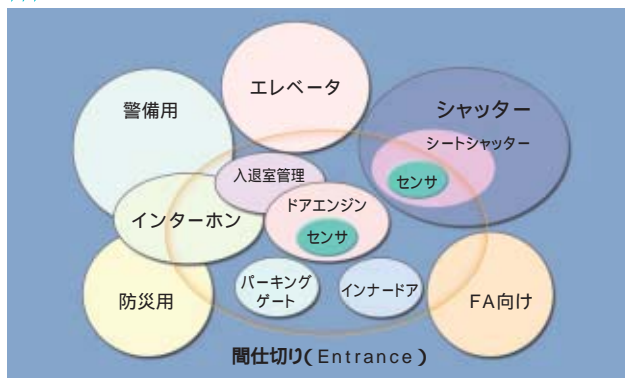 エレベータ
警備用
シャッター
シートシャッター
センサ
入退室管理
ドアエンジン
インターホン
センサ
パーキング
ゲート
インナードア
防災用
FA向け
間仕切り(Entrance)